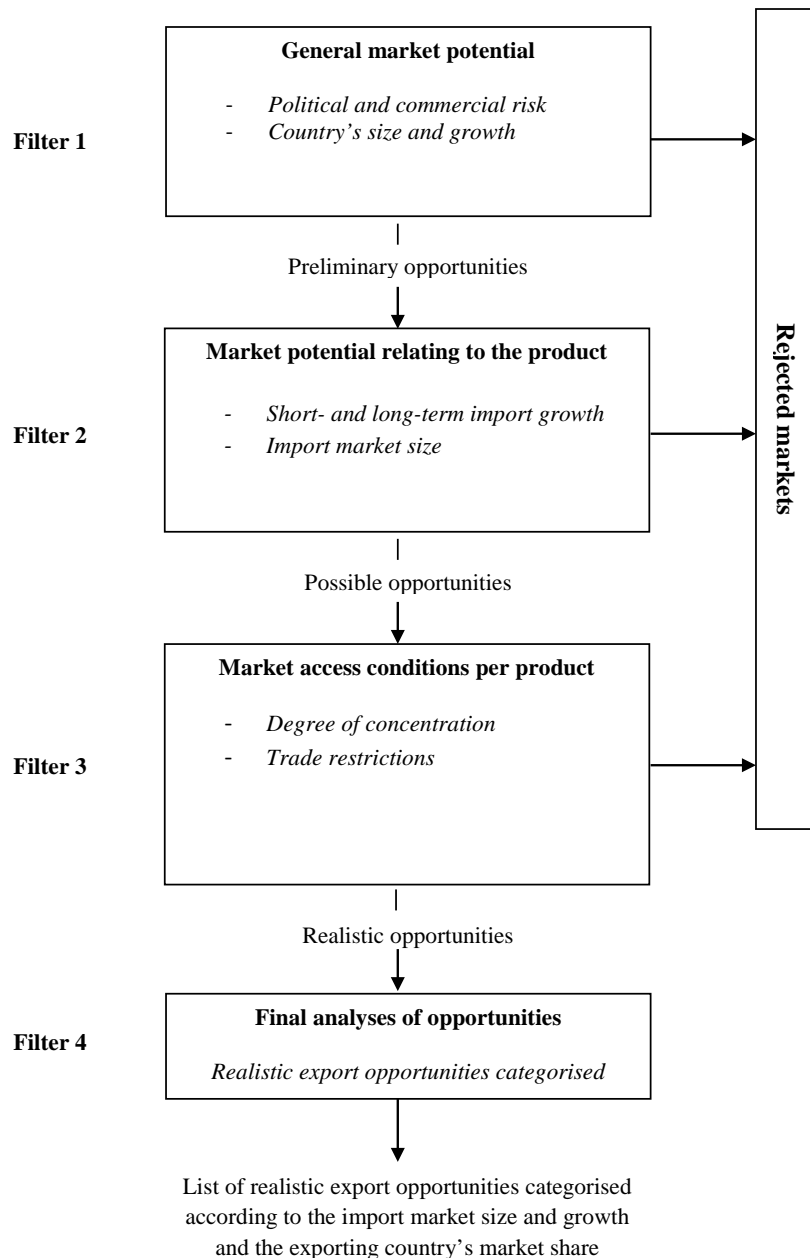 General market potential
- Political and commercial risk
- Country’s size and growth
Filter 1
Preliminary opportunities
Market potential relating to the product
- Short- and long-term import growth
- Import market size
Filter 2
Possible opportunities
Market access conditions per product
- Degree of concentration
- Trade restrictions
Filter 3
Rejected markets
Realistic opportunities
Final analyses of opportunities
Filter 4
Realistic export opportunities categorised
List of realistic export opportunities categorised
according to the import market size and growth
and the exporting country’s market share